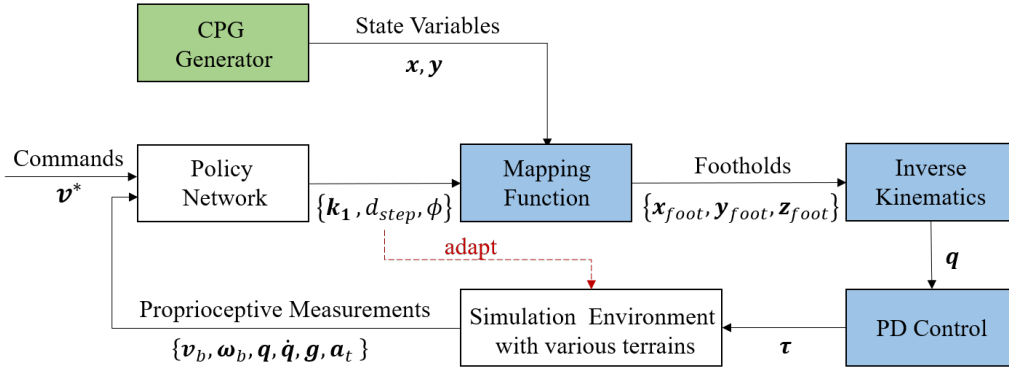 CPG
Generator
State Variables
x, y
Commands
v*
Policy
Network
{k₁, d_step, ϕ}
Mapping
Function
Footholds
{x_foot, y_foot, z_foot}
Inverse
Kinematics
adapt
q
Proprioceptive Measurements
{v_b, ω_b, q, q̇, g, a_t }
Simulation Environment
with various terrains
τ
PD Control